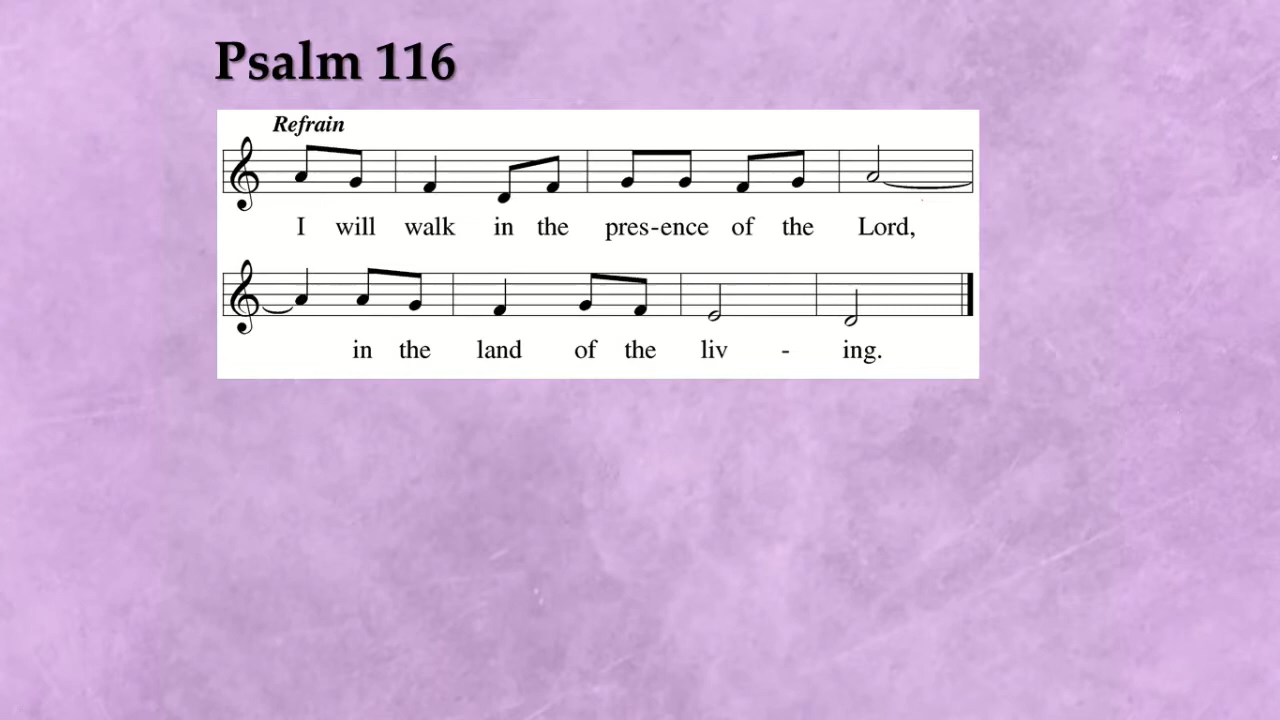 Psalm 116
Refrain
I will walk in the pres-ence of the Lord,
in the land of the liv - ing.